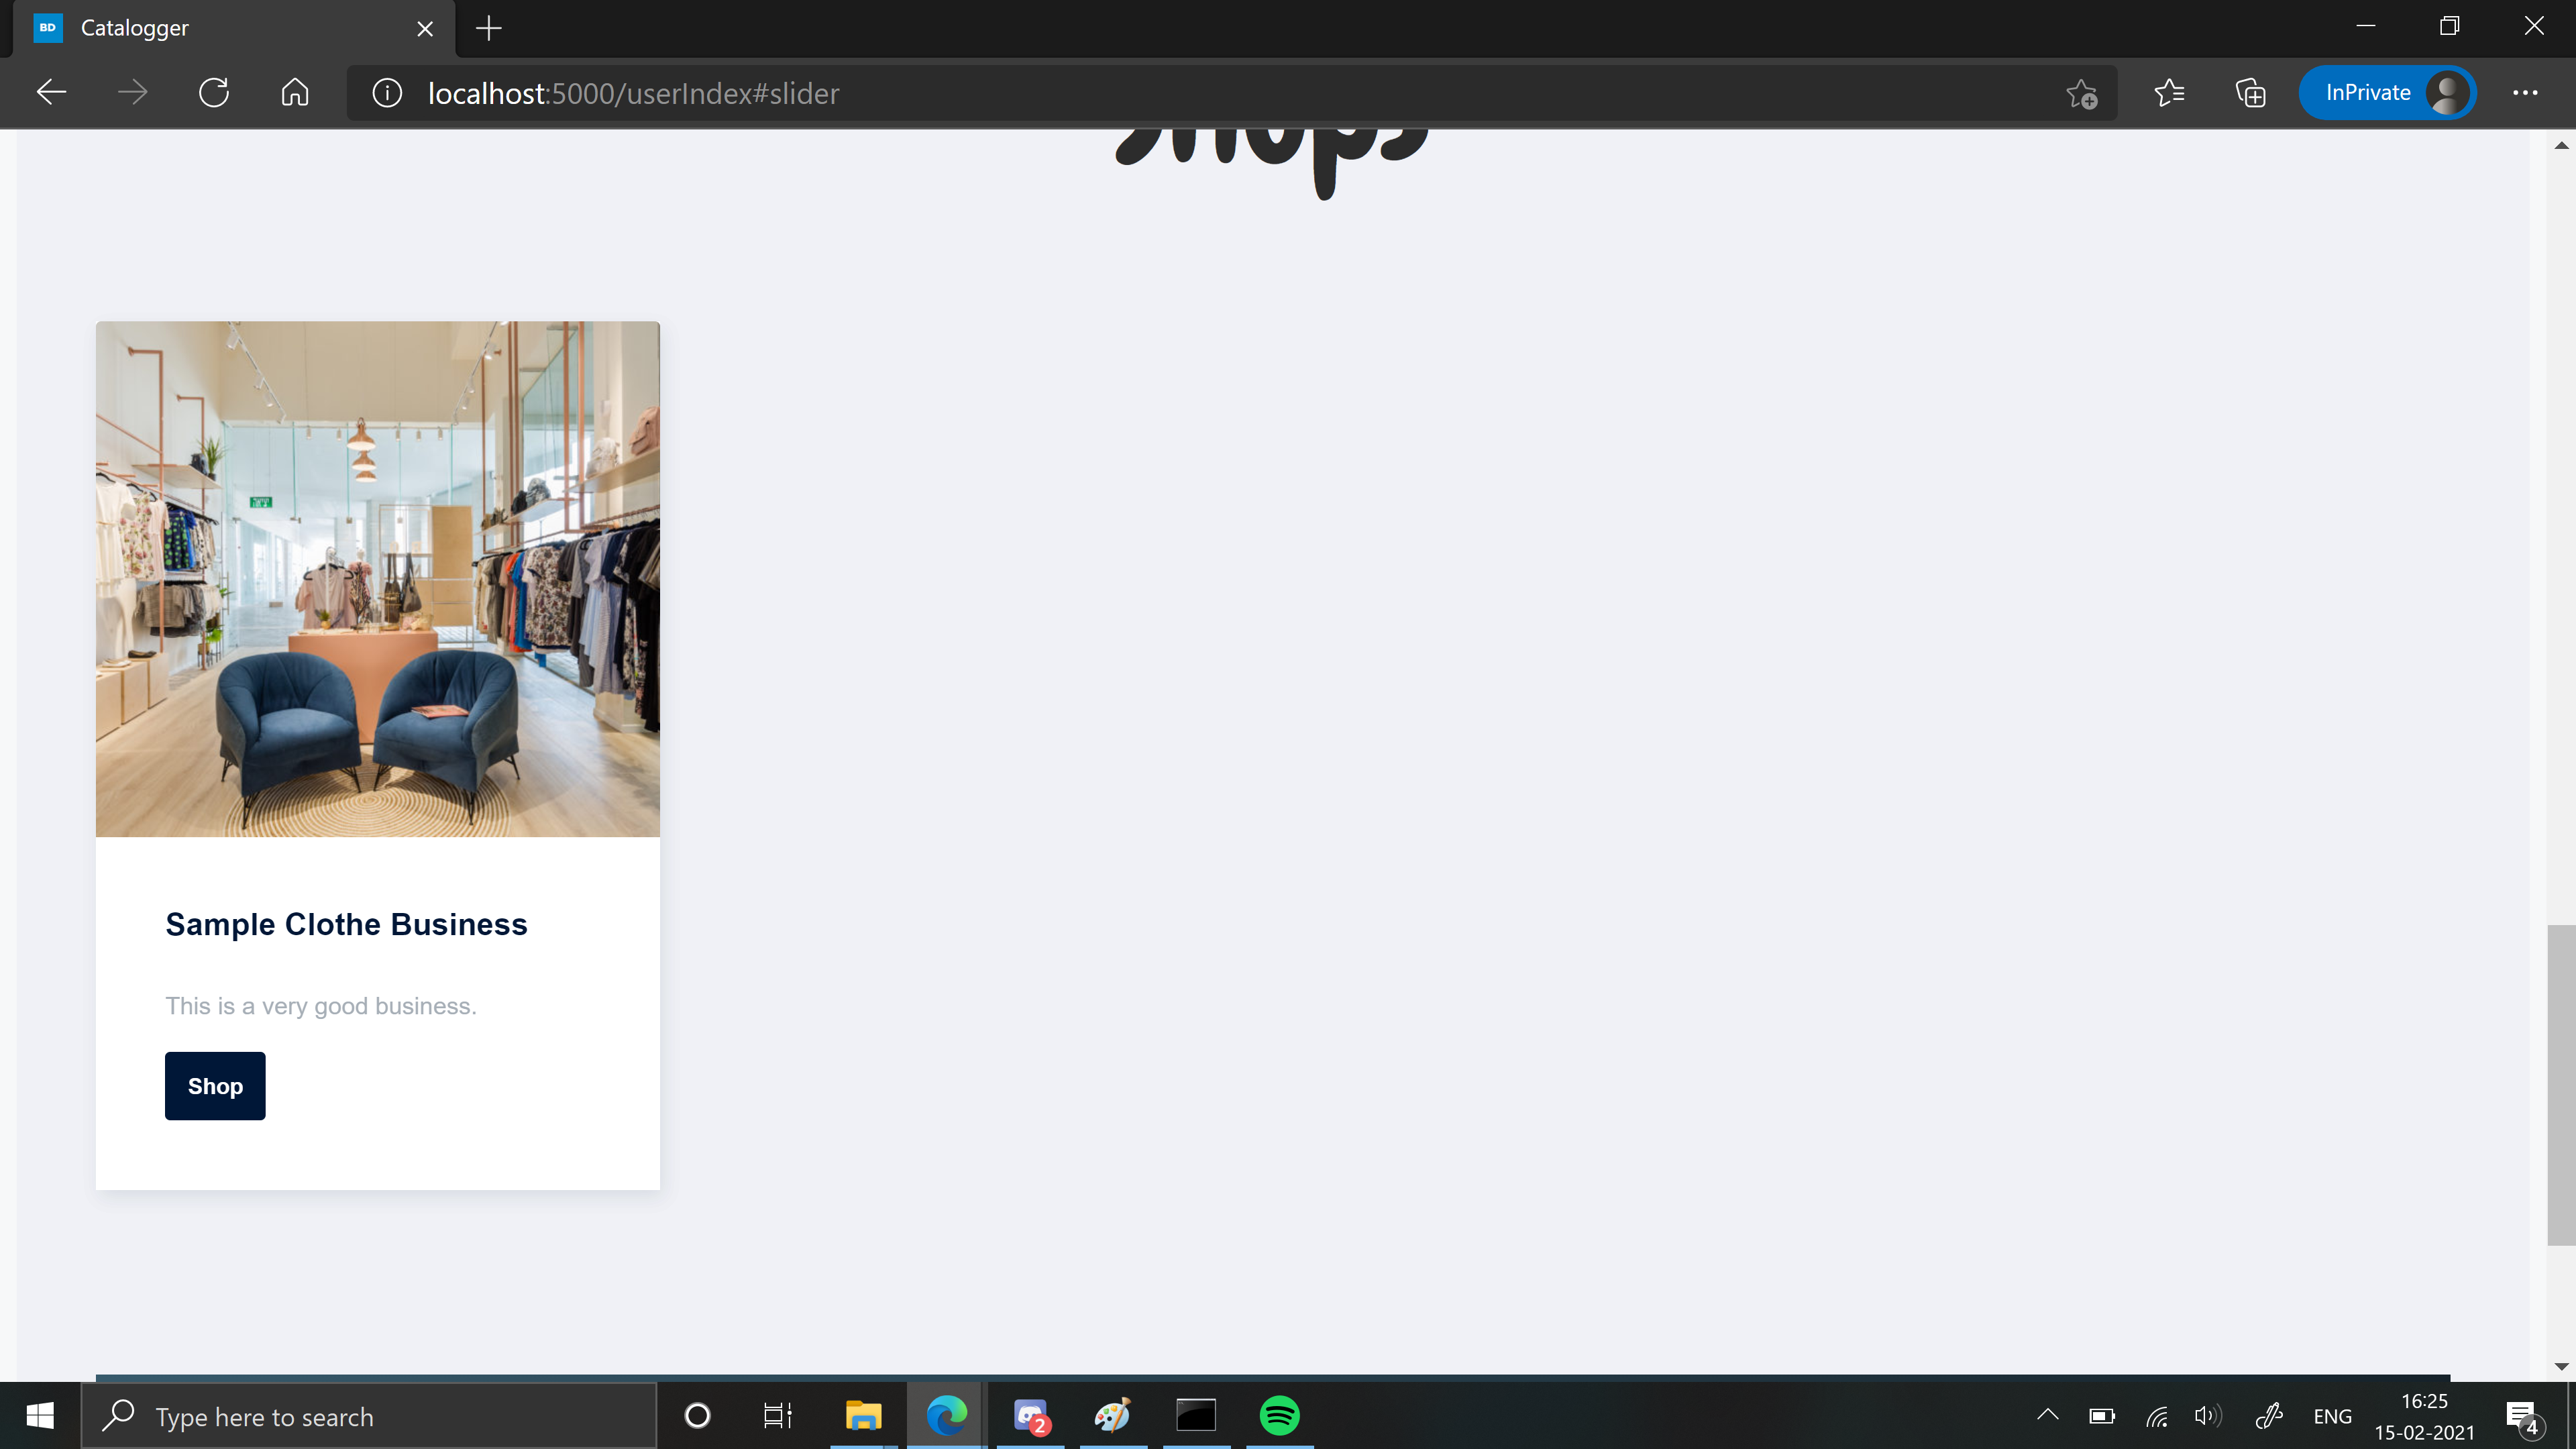 BD Catalogger
localhost:5000/userIndex#slider
InPrivate
shops
Sample Clothe Business
This is a very good business.
Shop
Type here to search
2
ENG
16:25
15-02-2021
4